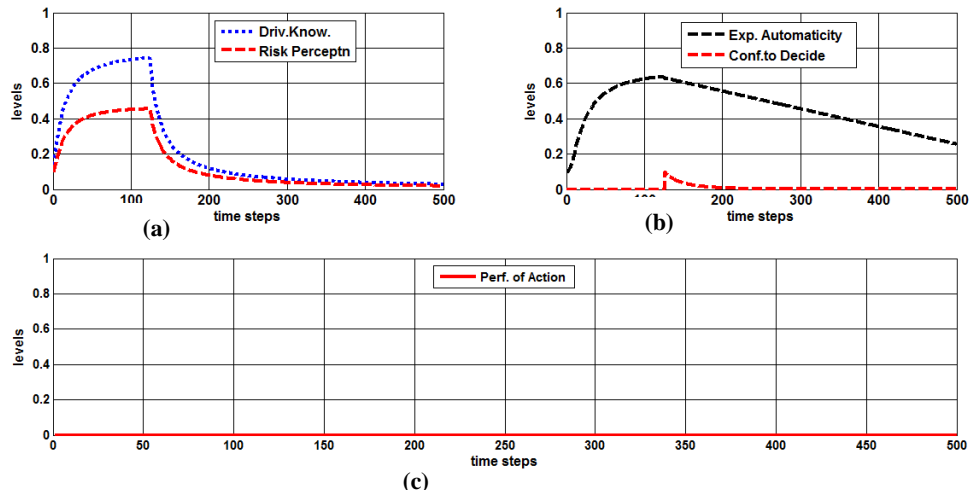 1
0.8
0.6
0.4
0.2
0
levels
Driv.Know.
Risk Perceptn
0 100 200 300 400 500
time steps
(a)
1
0.8
0.6
0.4
0.2
0
levels
Exp. Automaticity
Conf.to Decide
0 100 200 300 400 500
time steps
(b)
1
0.8
0.6
0.4
0.2
0
levels
Perf. of Action
0 50 100 150 200 250 300 350 400 450 500
time steps
(c)